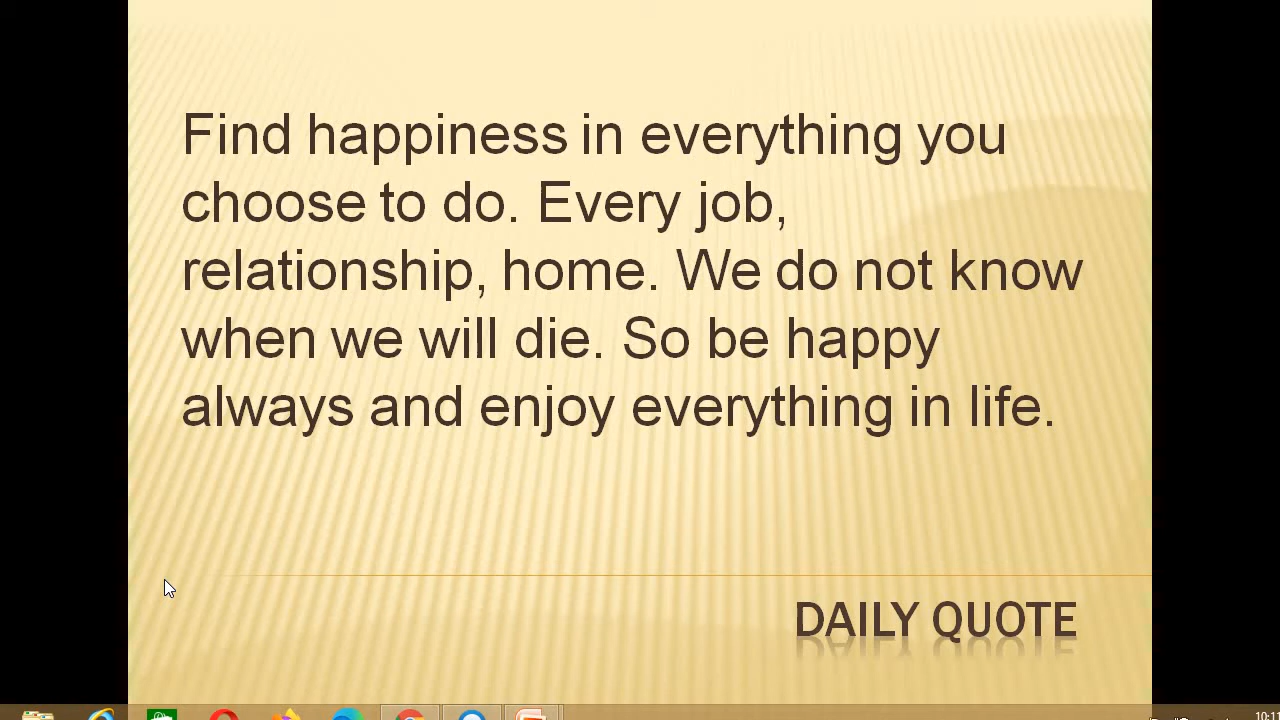 Find happiness in everything you
choose to do. Every job,
relationship, home. We do not know
when we will die. So be happy
always and enjoy everything in life.
DAILY QUOTE